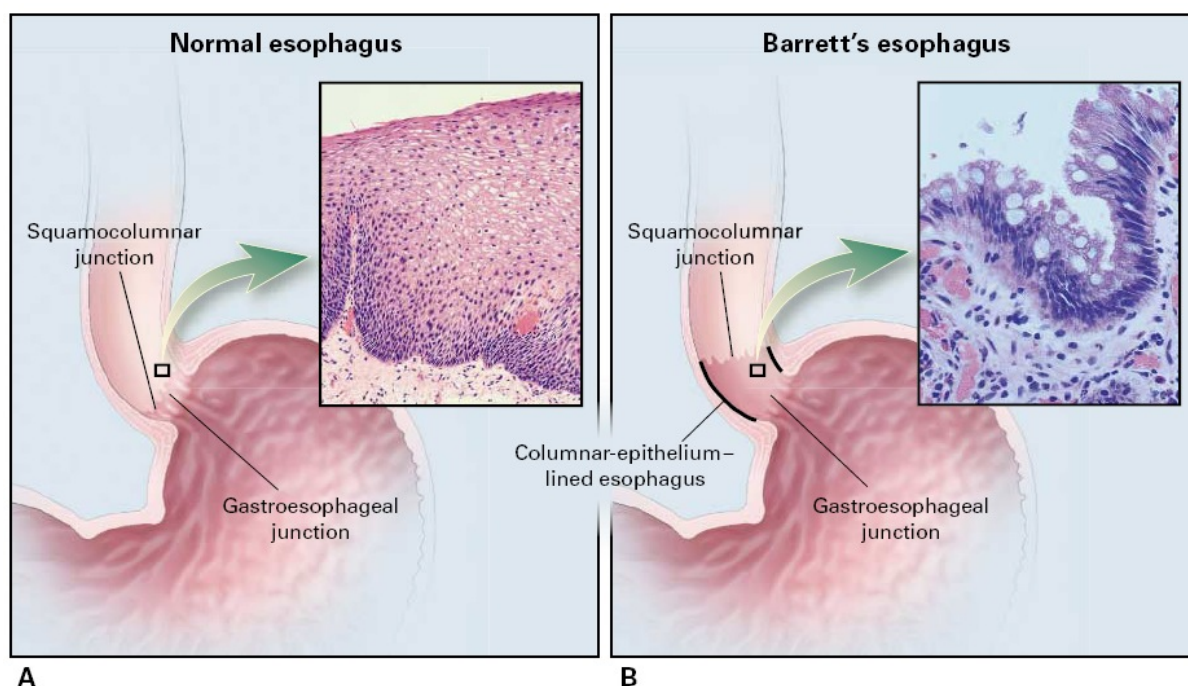 Normal esophagus
Squamocolumnar
junction
Gastroesophageal
junction
A
Barrett’s esophagus
Squamocolumnar
junction
Columnar-epithelium–
lined esophagus
Gastroesophageal
junction
B